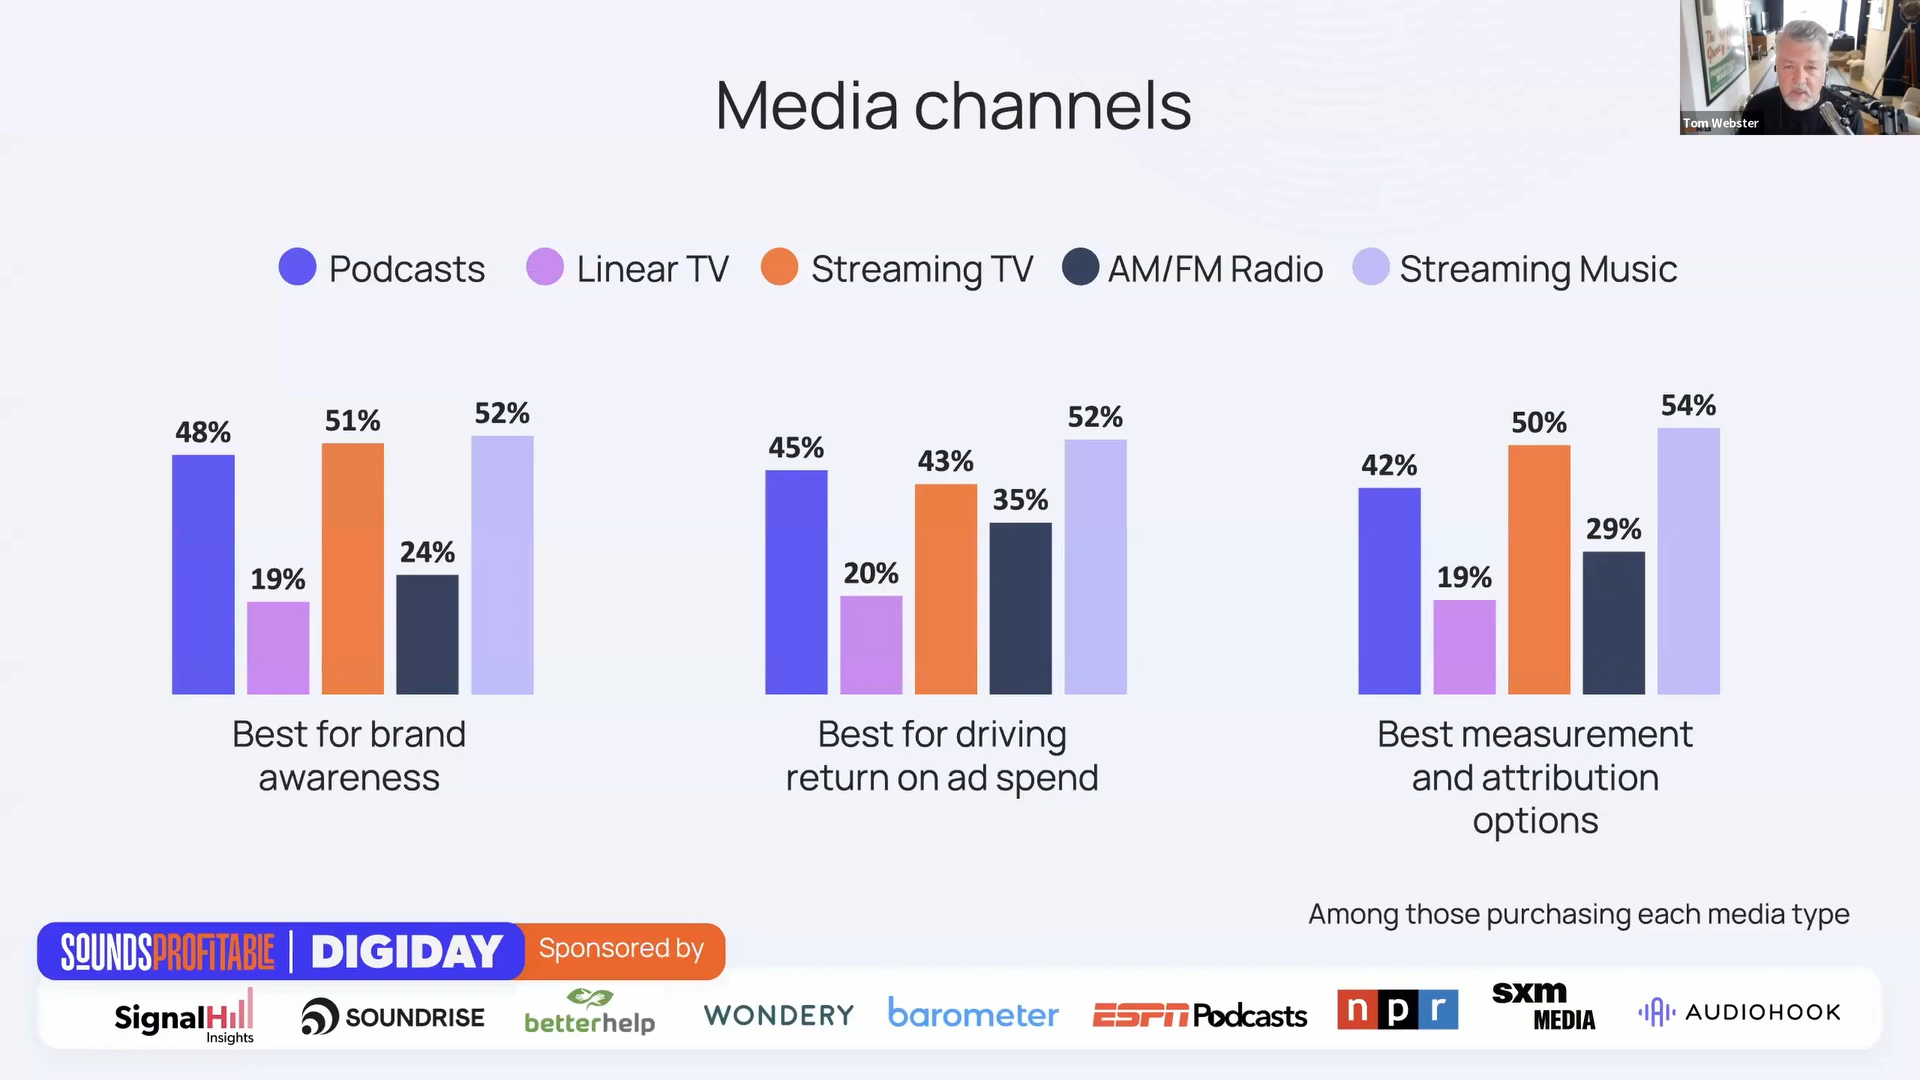 Media channels
Tom Webster
Podcasts Linear TV Streaming TV AM/FM Radio Streaming Music
48% 19% 51% 24% 52%
45% 20% 43% 35% 52%
42% 19% 50% 29% 54%
Best for brand
awareness
Best for driving
return on ad spend
Best measurement
and attribution
options
Among those purchasing each media type
SOUNDSPROFITABLE | DIGIDAY Sponsored by
SignalHill
Insights
SOUNDRISE
betterhelp
WONDERY
barometer
ESPN Podcasts
npr
sxm
MEDIA
AUDIOHOOK